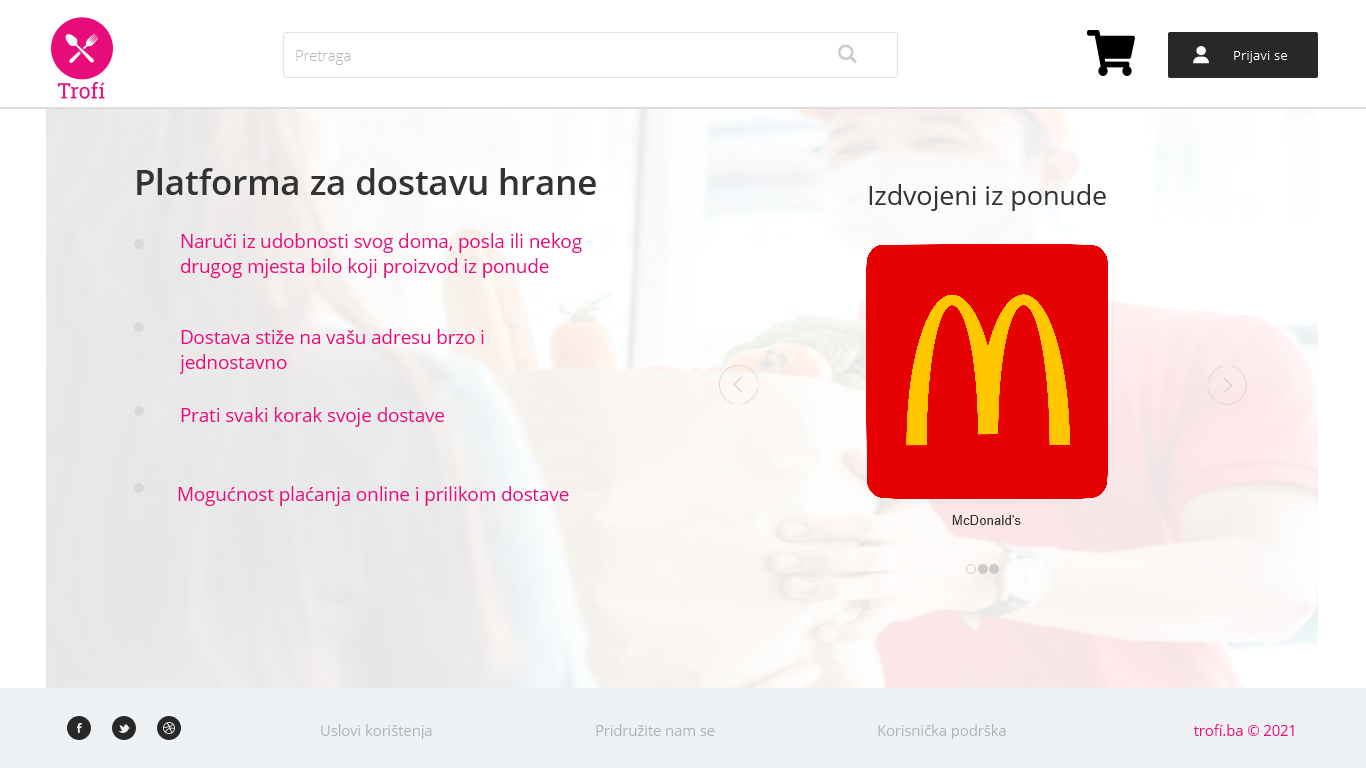 Trofí
Pretraga
Prijavi se
Platforma za dostavu hrane
Naruči iz udobnosti svog doma, posla ili nekog
drugog mjesta bilo koji proizvod iz ponude
Dostava stiže na vašu adresu brzo i
jednostavno
Prati svaki korak svoje dostave
Mogućnost plaćanja online i prilikom dostave
Izdvojeni iz ponude
McDonald's
Uslovi korištenja
Pridružite nam se
Korisnička podrška
trofí.ba © 2021